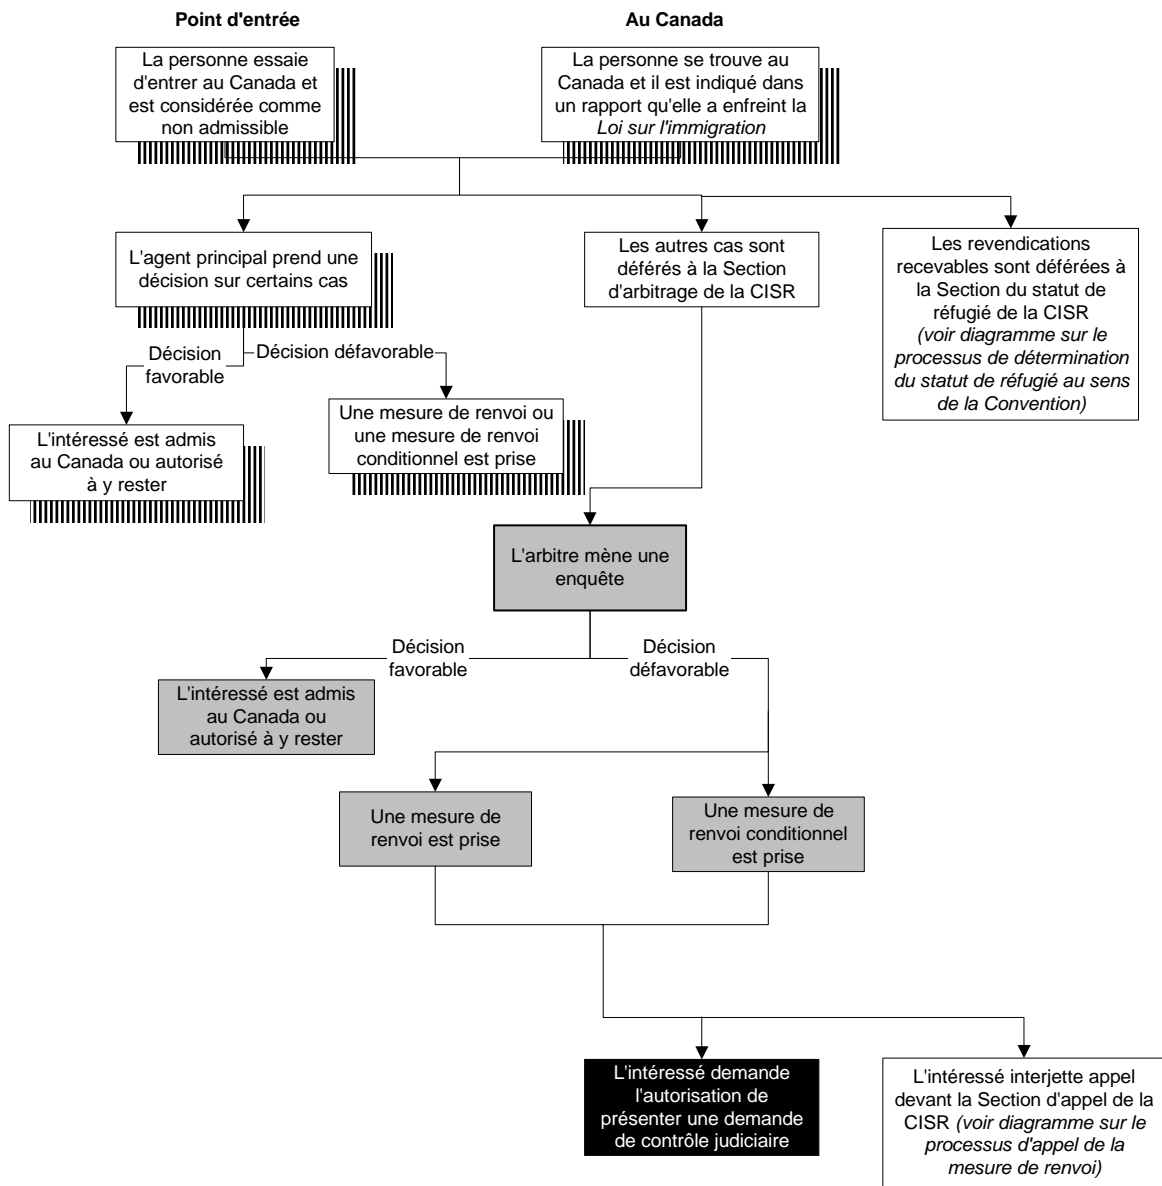 Point d'entrée
Au Canada
La personne essaie
d'entrer au Canada et
est considérée comme
non admissible
La personne se trouve au
Canada et il est indiqué dans
un rapport qu'elle a enfreint la
Loi sur l'immigration
L'agent principal prend une
décision sur certains cas
Les autres cas sont
déférés à la Section
d'arbitrage de la CISR
Les revendications
recevables sont déférées à
la Section du statut de
réfugié de la CISR
(voir diagramme sur le
processus de détermination
du statut de réfugié au sens
de la Convention)
Décision
favorable
Décision défavorable
L'intéressé est admis
au Canada ou autorisé
à y rester
Une mesure de renvoi ou
une mesure de renvoi
conditionnel est prise
L'arbitre mène une
enquête
Décision
favorable
Décision
défavorable
L'intéressé est admis
au Canada ou
autorisé à y rester
Une mesure de
renvoi est prise
Une mesure de
renvoi conditionnel
est prise
L'intéressé demande
l'autorisation de
présenter une demande
de contrôle judiciaire
L'intéressé interjette appel
devant la Section d'appel de la
CISR (voir diagramme sur le
processus d'appel de la
mesure de renvoi)